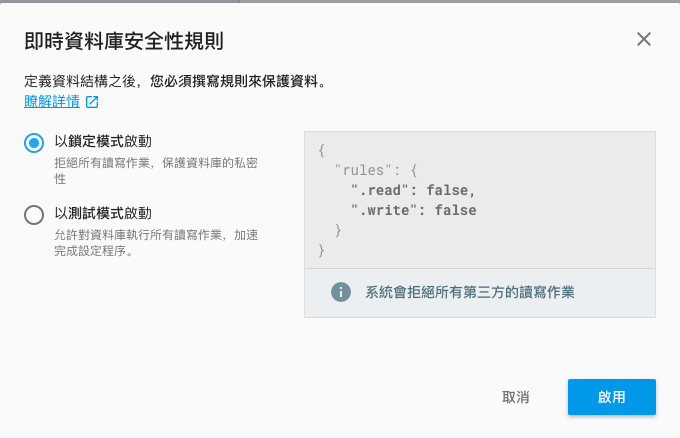 即時資料庫安全性規則
定義資料結構之後，您必須撰寫規則來保護資料。
瞭解詳情
以鎖定模式啟動
拒絕所有讀寫作業，保護資料庫的私密
性
以測試模式啟動
允許對資料庫執行所有讀寫作業，加速
完成設定程序。
{
"rules": {
".read": false,
".write": false
}
}
系統會拒絕所有第三方的讀寫作業
取消
啟用